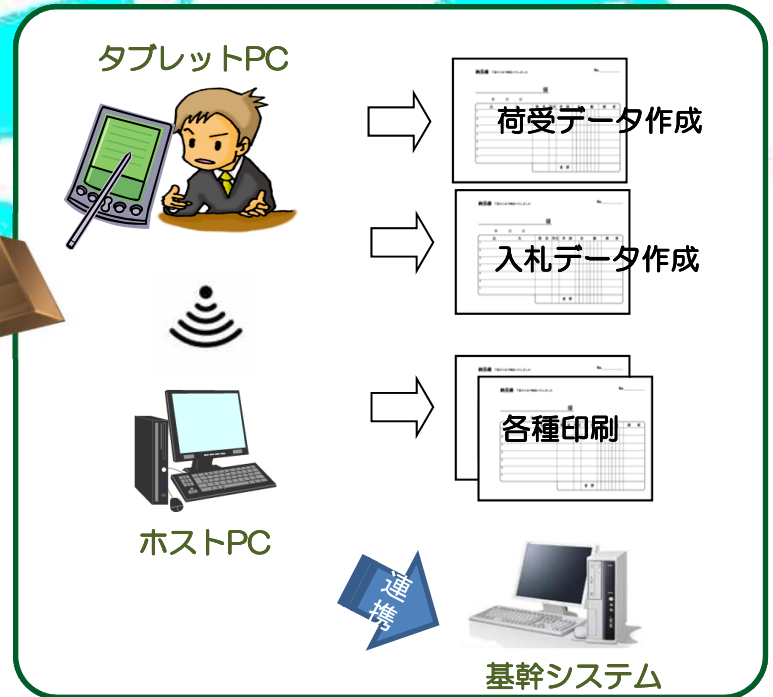 タブレットPC
荷受データ作成
入札データ作成
各種印刷
ホストPC
連携
基幹システム